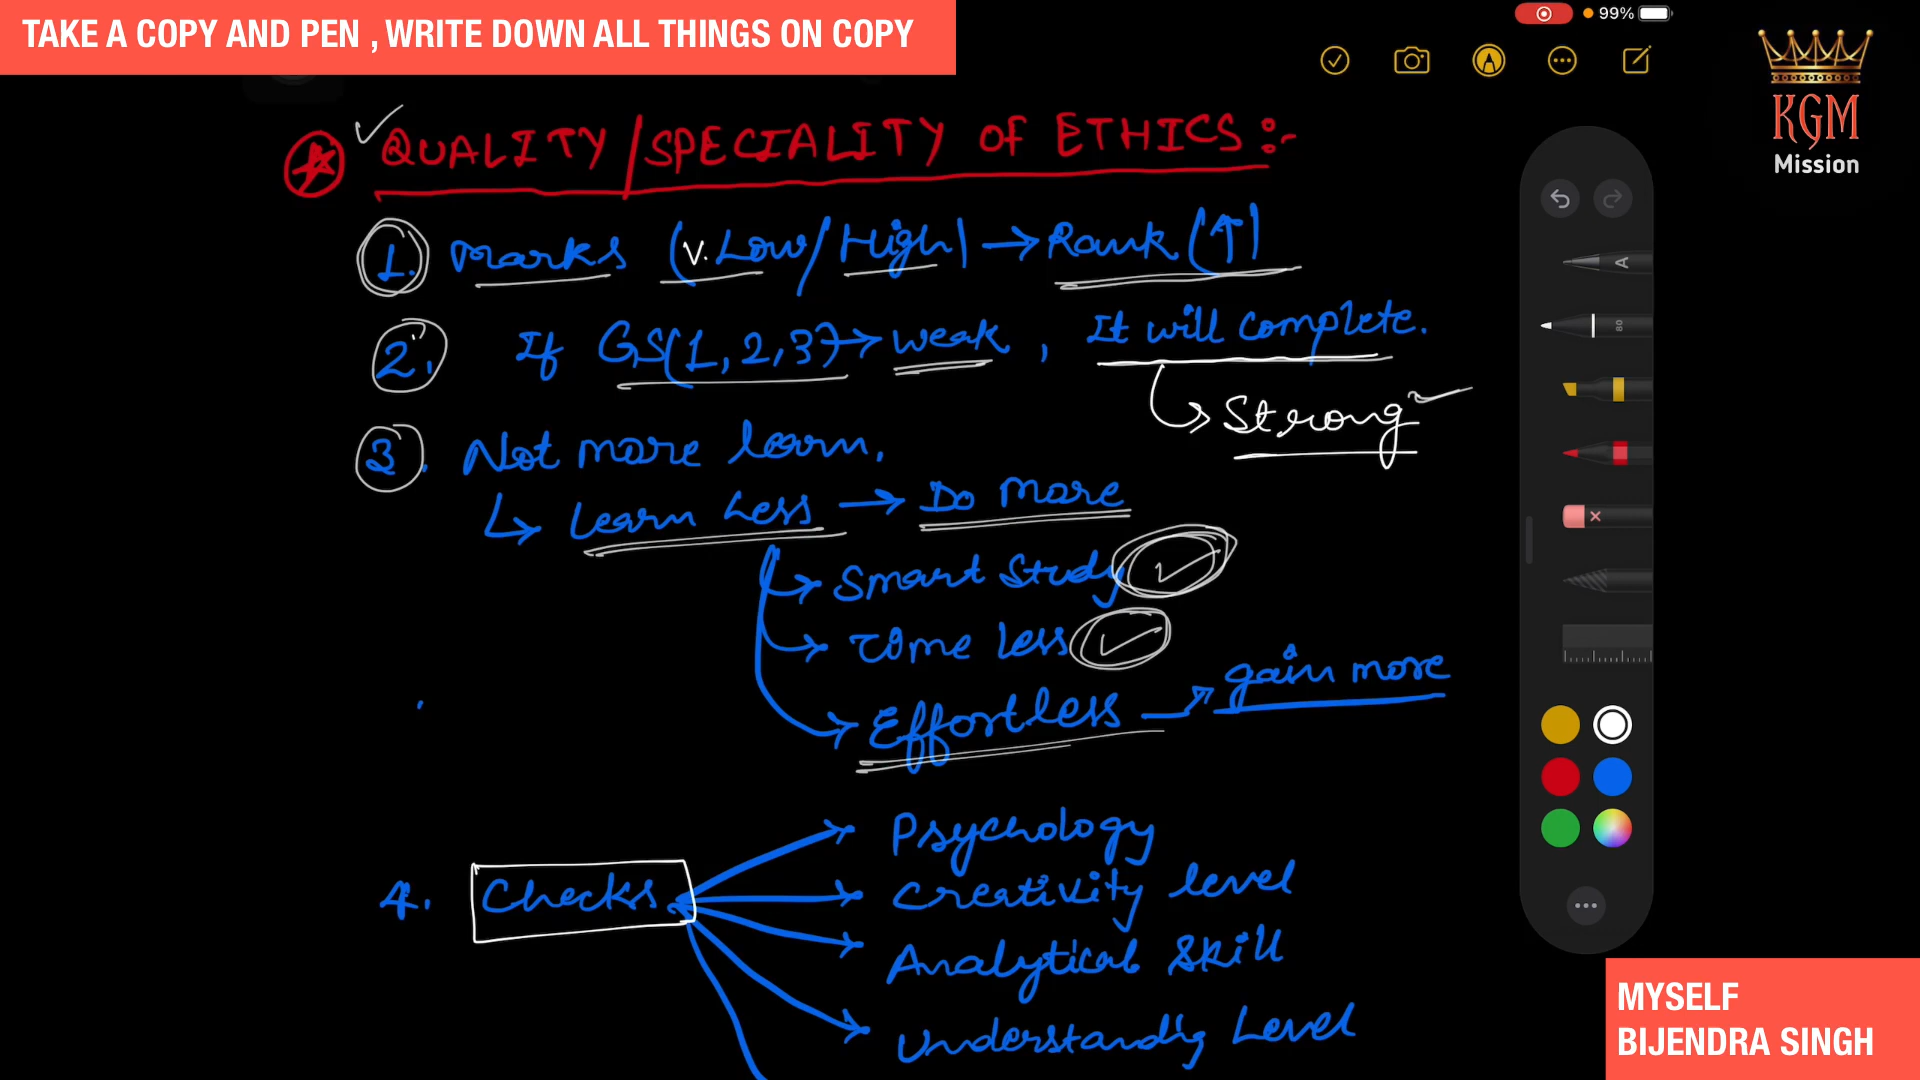 TAKE A COPY AND PEN , WRITE DOWN ALL THINGS ON COPY
99%
KGM
Mission
QUALITY/SPECIALITY of ETHICS :-
1. Marks (v. Low/High) → Rank (↑)
2. If GS(1, 2, 3) → weak , It will complete.
↳ Strong
3. Not more learn.
↳ Learn Less → Do More
→ Smart Study ✓
→ Time less ✓
→ Effortless → gain more
4. Checks
→ Psychology
→ Creativity level
→ Analytical Skill
→ Understandig Level
A
80
MYSELF
BIJENDRA SINGH